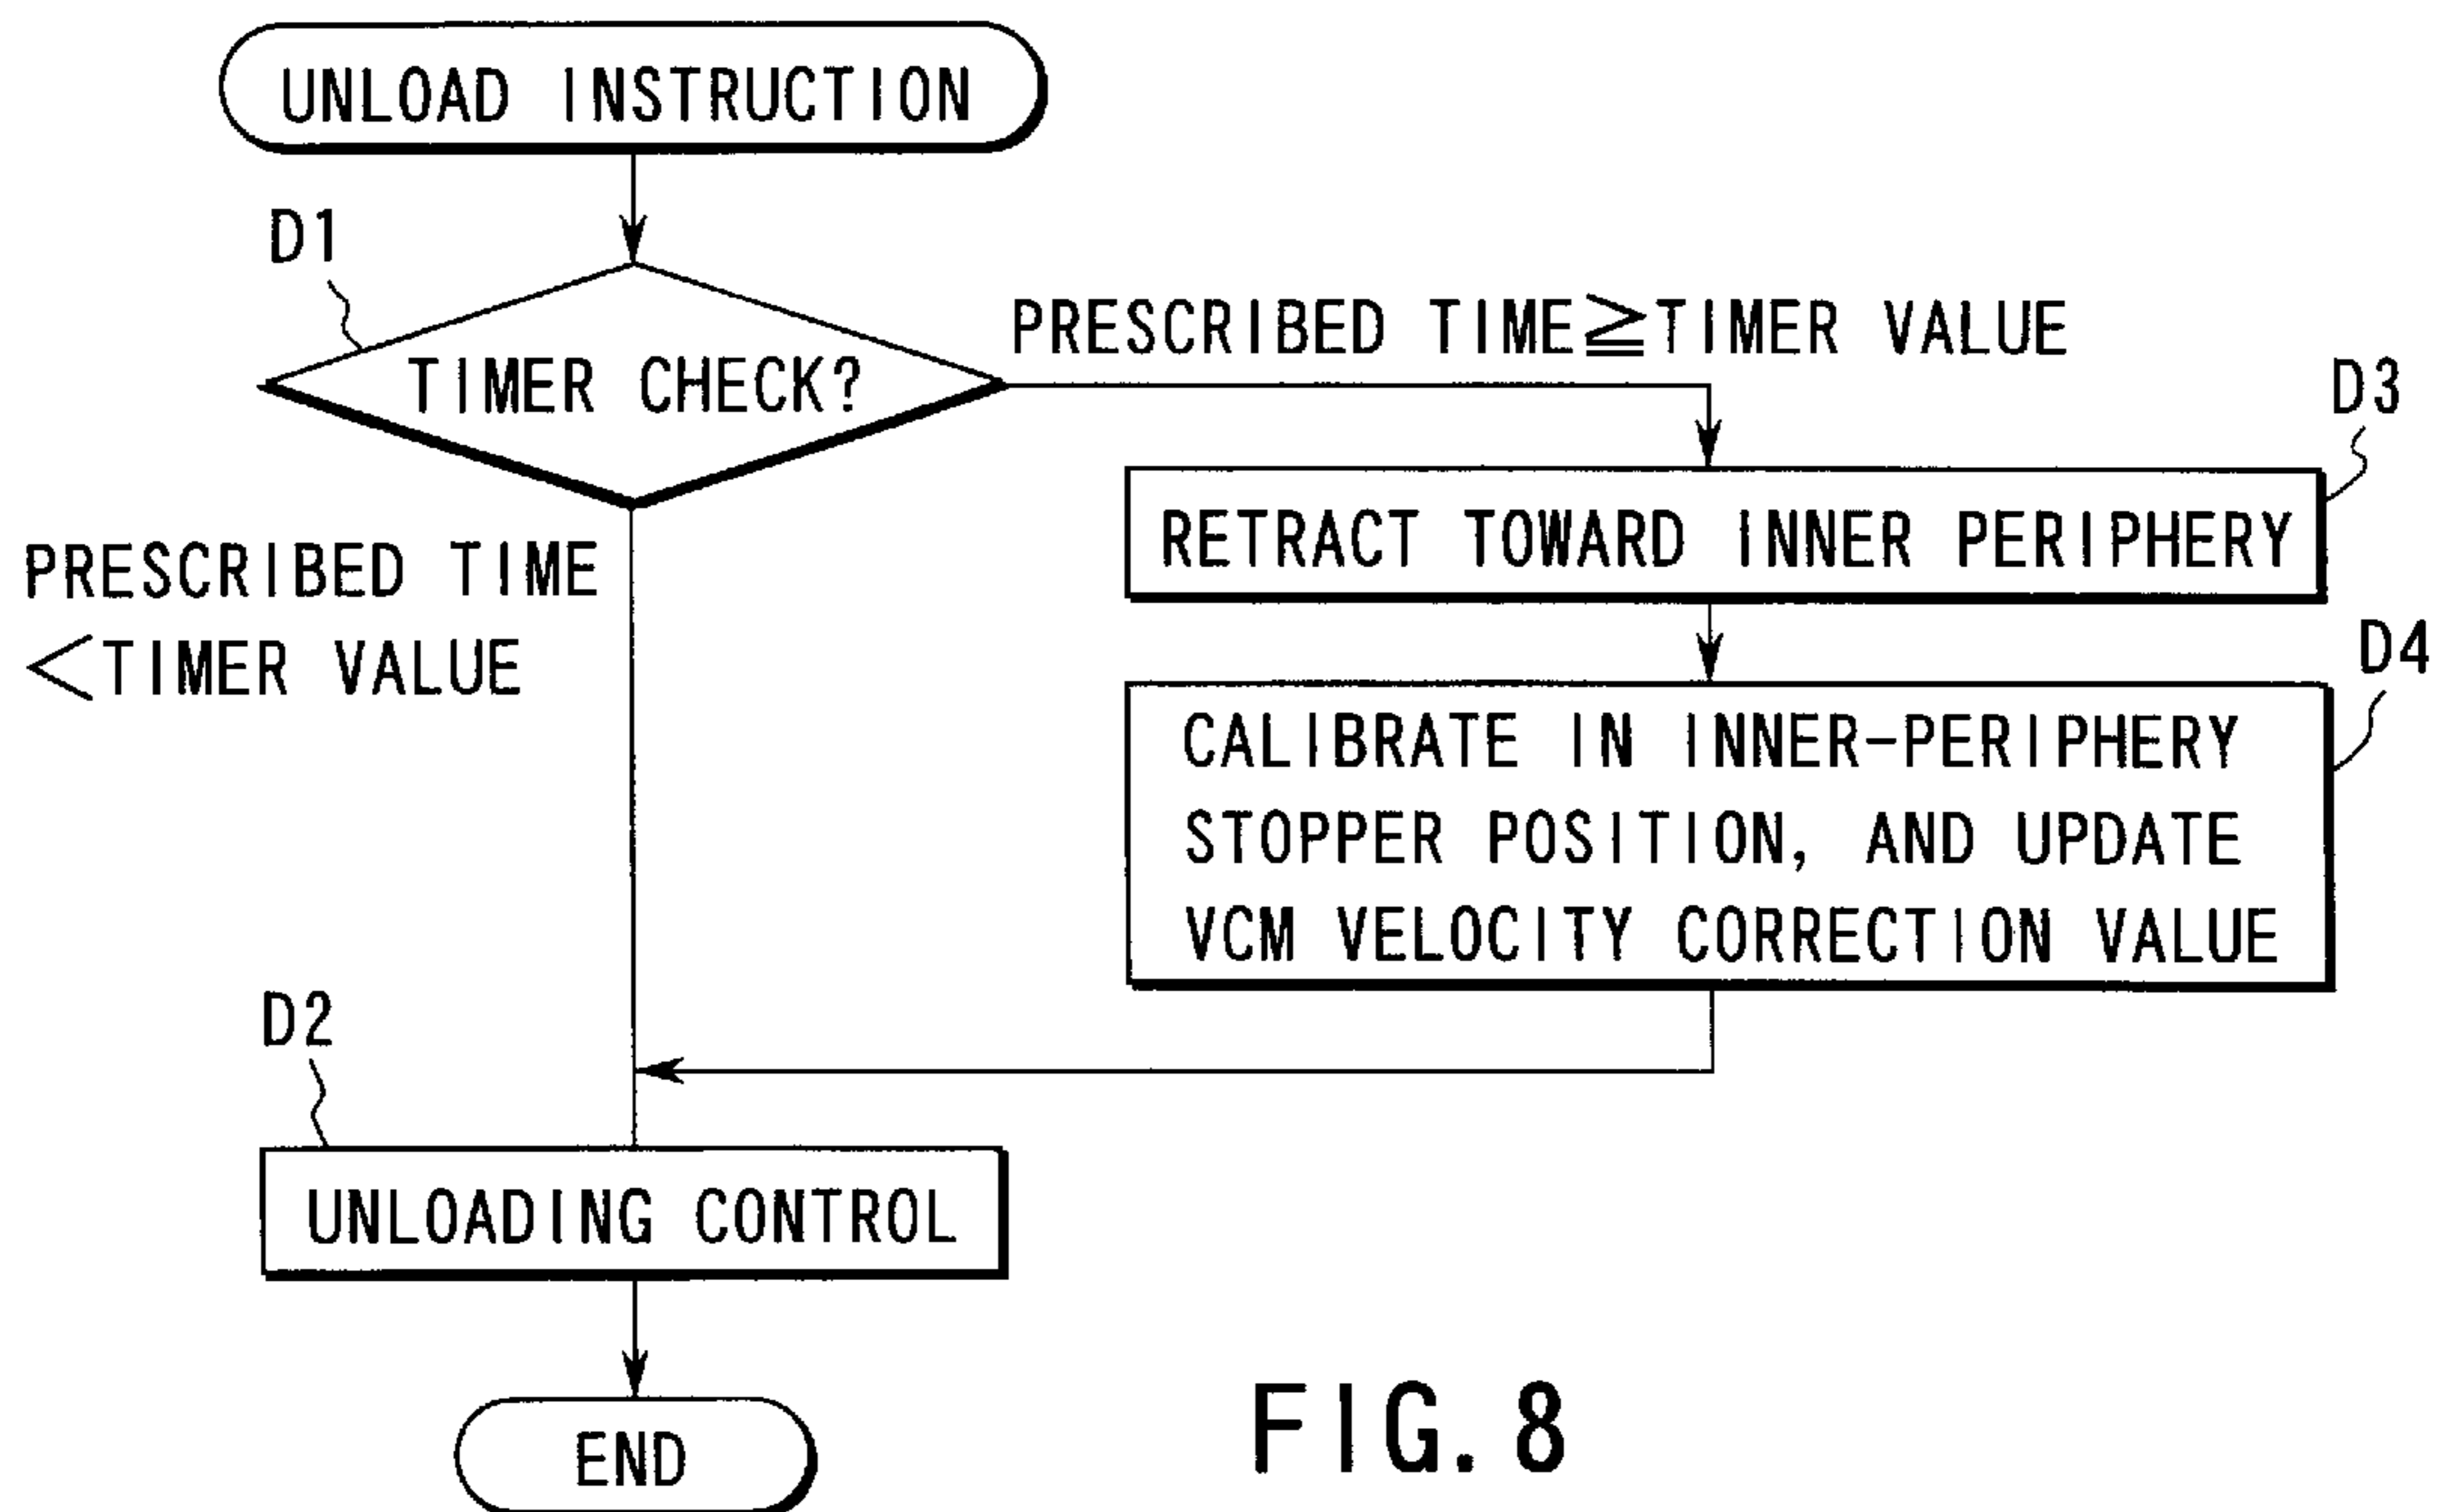 UNLOAD INSTRUCTION
D1
TIMER CHECK?
PRESCRIBED TIME≧TIMER VALUE
PRESCRIBED TIME
<TIMER VALUE
D3
RETRACT TOWARD INNER PERIPHERY
D4
CALIBRATE IN INNER-PERIPHERY
STOPPER POSITION, AND UPDATE
VCM VELOCITY CORRECTION VALUE
D2
UNLOADING CONTROL
END
FIG. 8